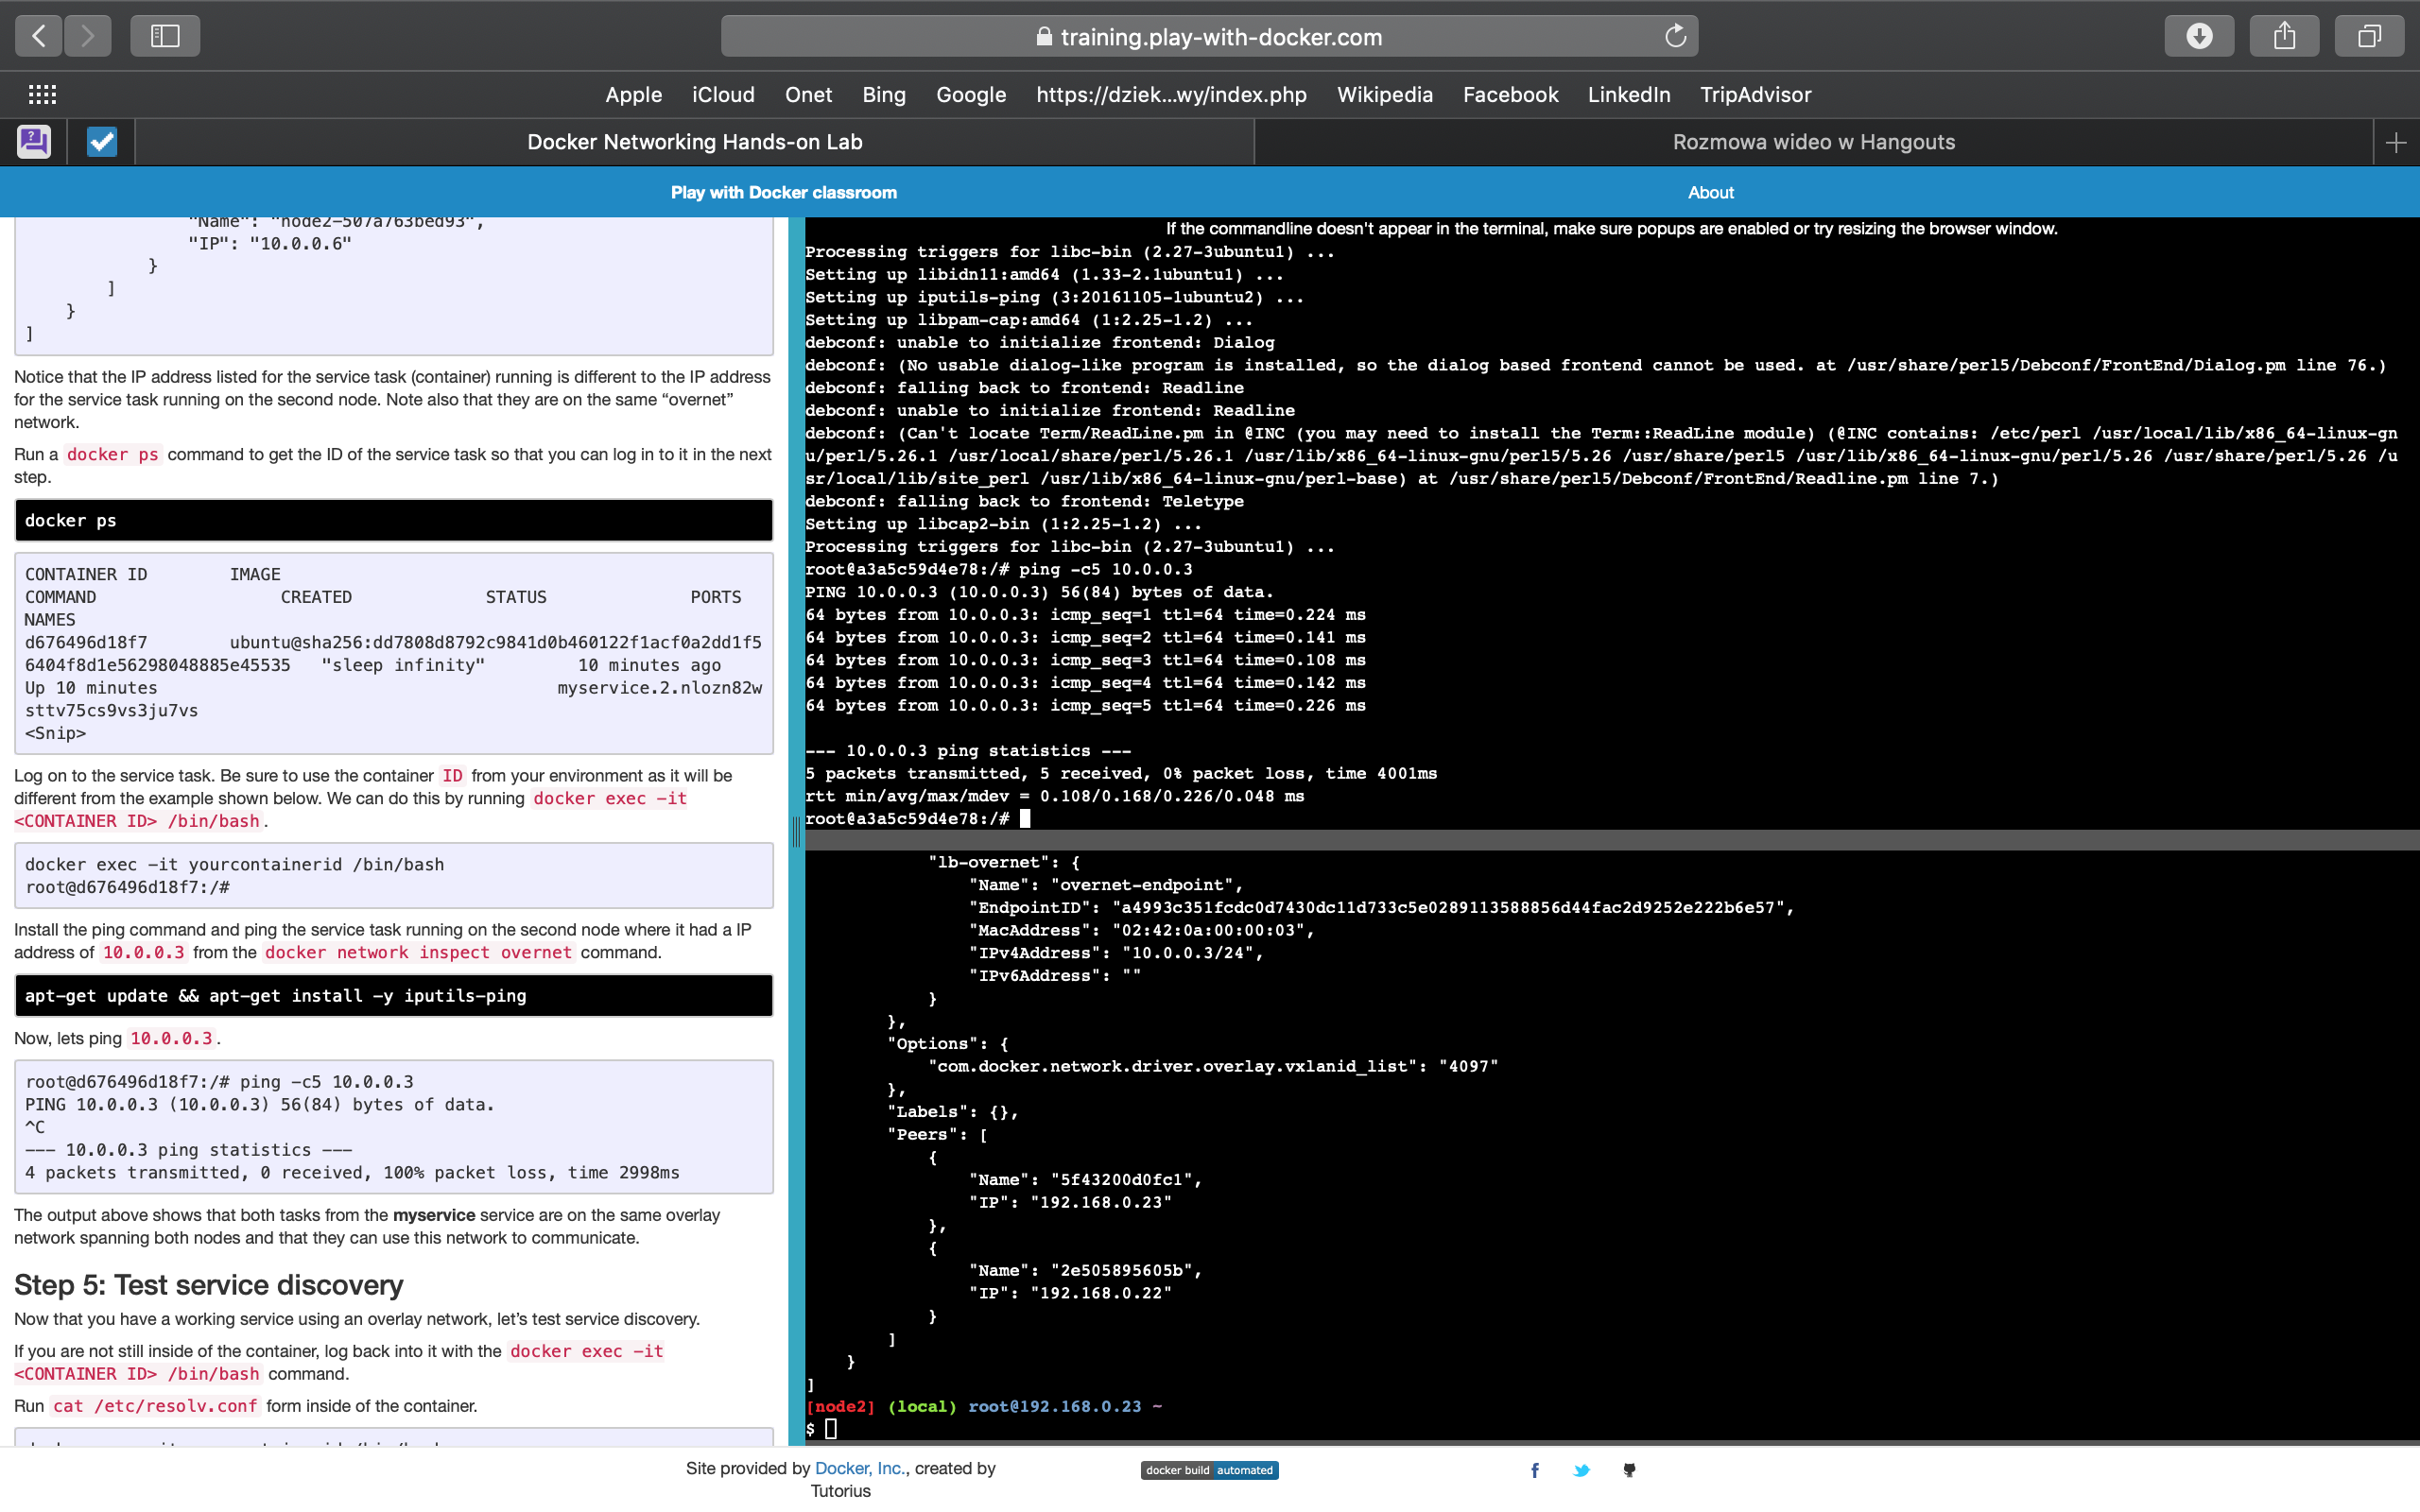 training.play-with-docker.com
Apple iCloud Onet Bing Google https://dziek...wy/index.php Wikipedia Facebook LinkedIn TripAdvisor
Docker Networking Hands-on Lab
Rozmowa wideo w Hangouts
Play with Docker classroom
About
"Name": "node2-507a763bed93",
"IP": "10.0.0.6"
}
]
}
]
Notice that the IP address listed for the service task (container) running is different to the IP address
for the service task running on the second node. Note also that they are on the same “overnet”
network.
Run a docker ps command to get the ID of the service task so that you can log in to it in the next
step.
docker ps
CONTAINER ID IMAGE
COMMAND CREATED STATUS PORTS
NAMES
d676496d18f7 ubuntu@sha256:dd7808d8792c9841d0b460122f1acf0a2dd1f5
6404f8d1e56298048885e45535 "sleep infinity" 10 minutes ago
Up 10 minutes myservice.2.nlozn82w
sttv75cs9vs3ju7vs
<Snip>
Log on to the service task. Be sure to use the container ID from your environment as it will be
different from the example shown below. We can do this by running docker exec -it
<CONTAINER ID> /bin/bash.
docker exec -it yourcontainerid /bin/bash
root@d676496d18f7:/#
Install the ping command and ping the service task running on the second node where it had a IP
address of 10.0.0.3 from the docker network inspect overnet command.
apt-get update && apt-get install -y iputils-ping
Now, lets ping 10.0.0.3.
root@d676496d18f7:/# ping -c5 10.0.0.3
PING 10.0.0.3 (10.0.0.3) 56(84) bytes of data.
^C
--- 10.0.0.3 ping statistics ---
4 packets transmitted, 0 received, 100% packet loss, time 2998ms
The output above shows that both tasks from the myservice service are on the same overlay
network spanning both nodes and that they can use this network to communicate.
Step 5: Test service discovery
Now that you have a working service using an overlay network, let’s test service discovery.
If you are not still inside of the container, log back into it with the docker exec -it
<CONTAINER ID> /bin/bash command.
Run cat /etc/resolv.conf form inside of the container.
If the commandline doesn't appear in the terminal, make sure popups are enabled or try resizing the browser window.
Processing triggers for libc-bin (2.27-3ubuntu1) ...
Setting up libidn11:amd64 (1.33-2.1ubuntu1) ...
Setting up iputils-ping (3:20161105-1ubuntu2) ...
Setting up libpam-cap:amd64 (1:2.25-1.2) ...
debconf: unable to initialize frontend: Dialog
debconf: (No usable dialog-like program is installed, so the dialog based frontend cannot be used. at /usr/share/perl5/Debconf/FrontEnd/Dialog.pm line 76.)
debconf: falling back to frontend: Readline
debconf: unable to initialize frontend: Readline
debconf: (Can't locate Term/ReadLine.pm in @INC (you may need to install the Term::ReadLine module) (@INC contains: /etc/perl /usr/local/lib/x86_64-linux-gn
u/perl/5.26.1 /usr/local/share/perl/5.26.1 /usr/lib/x86_64-linux-gnu/perl5/5.26 /usr/share/perl5 /usr/lib/x86_64-linux-gnu/perl/5.26 /usr/share/perl/5.26 /u
sr/local/lib/site_perl /usr/lib/x86_64-linux-gnu/perl-base) at /usr/share/perl5/Debconf/FrontEnd/Readline.pm line 7.)
debconf: falling back to frontend: Teletype
Setting up libcap2-bin (1:2.25-1.2) ...
Processing triggers for libc-bin (2.27-3ubuntu1) ...
root@a3a5c59d4e78:/# ping -c5 10.0.0.3
PING 10.0.0.3 (10.0.0.3) 56(84) bytes of data.
64 bytes from 10.0.0.3: icmp_seq=1 ttl=64 time=0.224 ms
64 bytes from 10.0.0.3: icmp_seq=2 ttl=64 time=0.141 ms
64 bytes from 10.0.0.3: icmp_seq=3 ttl=64 time=0.108 ms
64 bytes from 10.0.0.3: icmp_seq=4 ttl=64 time=0.142 ms
64 bytes from 10.0.0.3: icmp_seq=5 ttl=64 time=0.226 ms
--- 10.0.0.3 ping statistics ---
5 packets transmitted, 5 received, 0% packet loss, time 4001ms
rtt min/avg/max/mdev = 0.108/0.168/0.226/0.048 ms
root@a3a5c59d4e78:/#
"lb-overnet": {
"Name": "overnet-endpoint",
"EndpointID": "a4993c351fcdc0d7430dc11d733c5e0289113588856d44fac2d9252e222b6e57",
"MacAddress": "02:42:0a:00:00:03",
"IPv4Address": "10.0.0.3/24",
"IPv6Address": ""
}
},
"Options": {
"com.docker.network.driver.overlay.vxlanid_list": "4097"
},
"Labels": {},
"Peers": [
{
"Name": "5f43200d0fc1",
"IP": "192.168.0.23"
},
{
"Name": "2e505895605b",
"IP": "192.168.0.22"
}
]
}
]
[node2] (local) root@192.168.0.23 ~
$
Site provided by Docker, Inc., created by
Tutorius
docker build automated